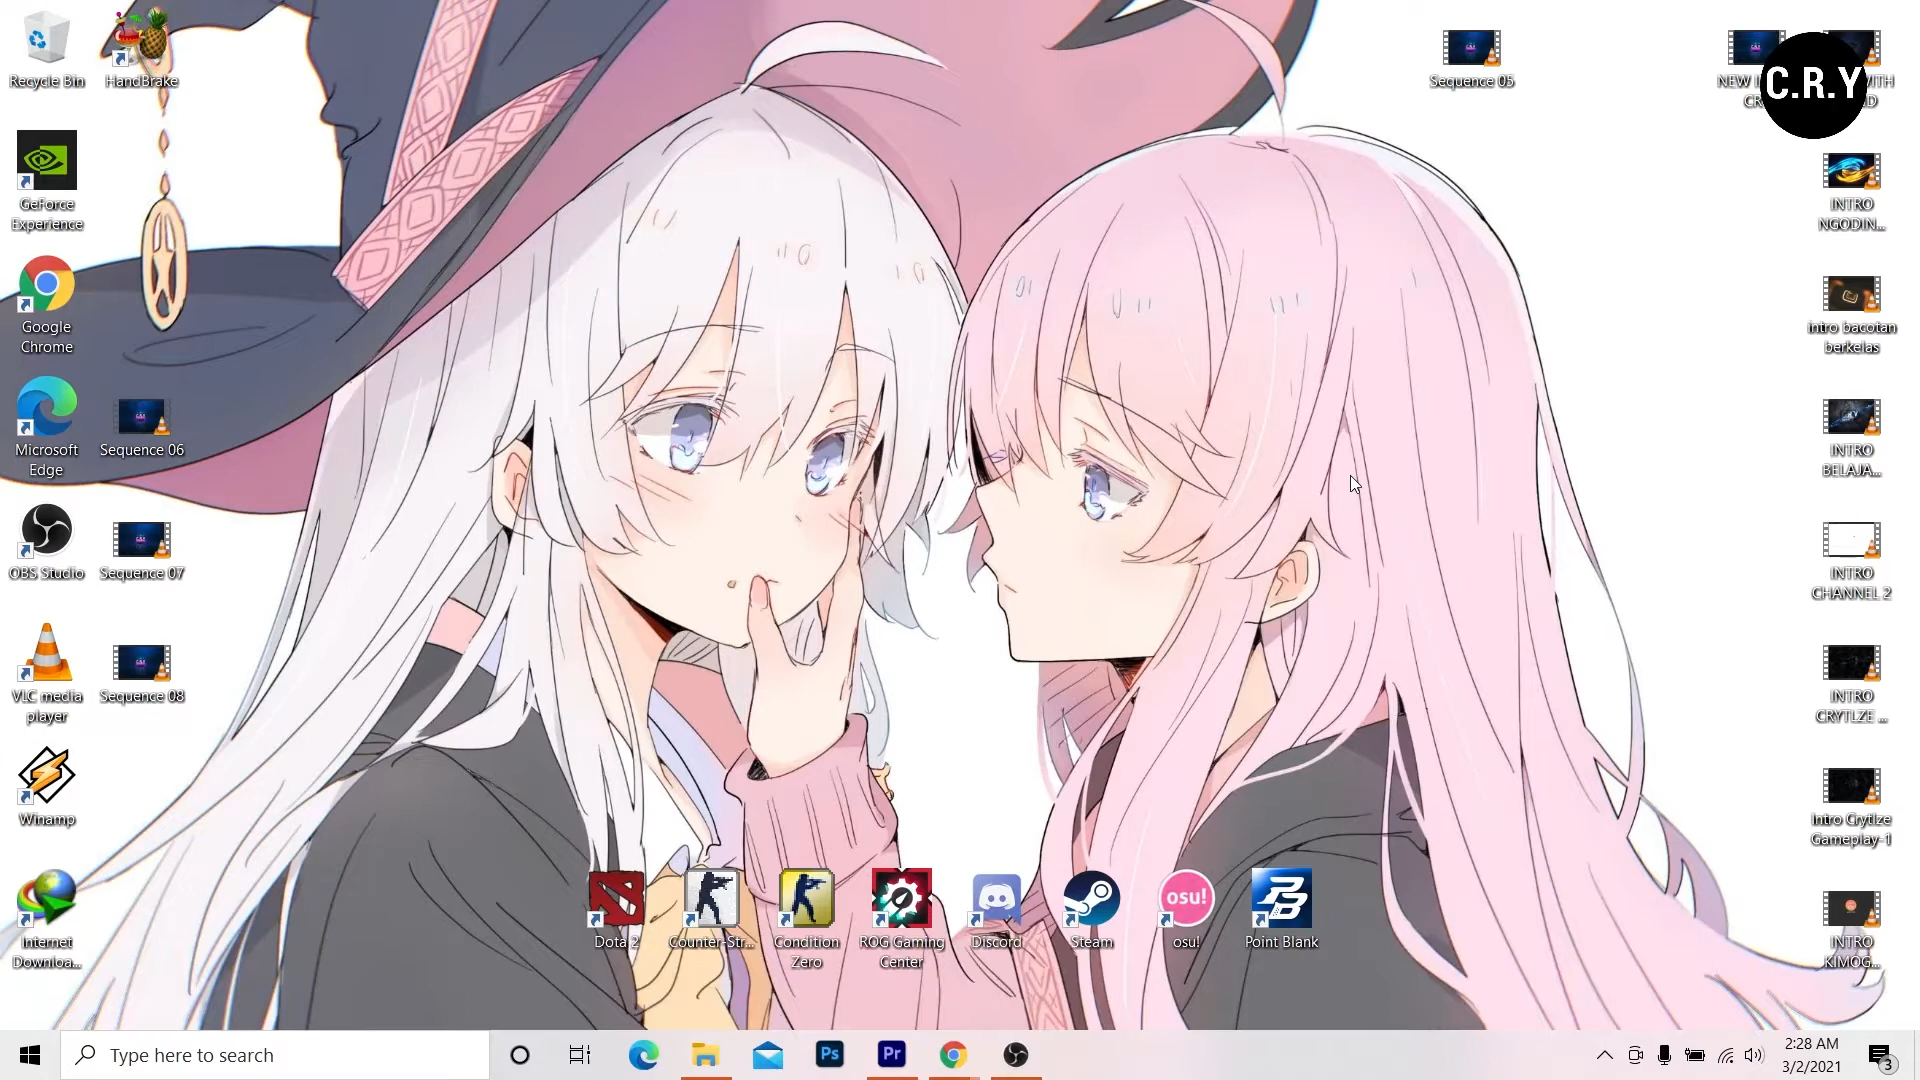 Recycle Bin
HandBrake
GeForce
Experience
Google
Chrome
Microsoft
Edge
Sequence 06
OBS Studio
Sequence 07
VLC media
player
Sequence 08
Winamp
Internet
Downloa...
Sequence 05
C.R.Y
INTRO
NGODIN...
intro bacotan
berkelas
INTRO
BELAJA...
INTRO
CHANNEL 2
INTRO
CRYTLZE ...
Intro Crytlze
Gameplay-1
INTRO
KIMOG...
Dota 2
Counter-Str...
Condition
Zero
ROG Gaming
Center
Discord
Steam
osu!
osu!
Point Blank
Type here to search
Ps
Pr
2:28 AM
3/2/2021
3